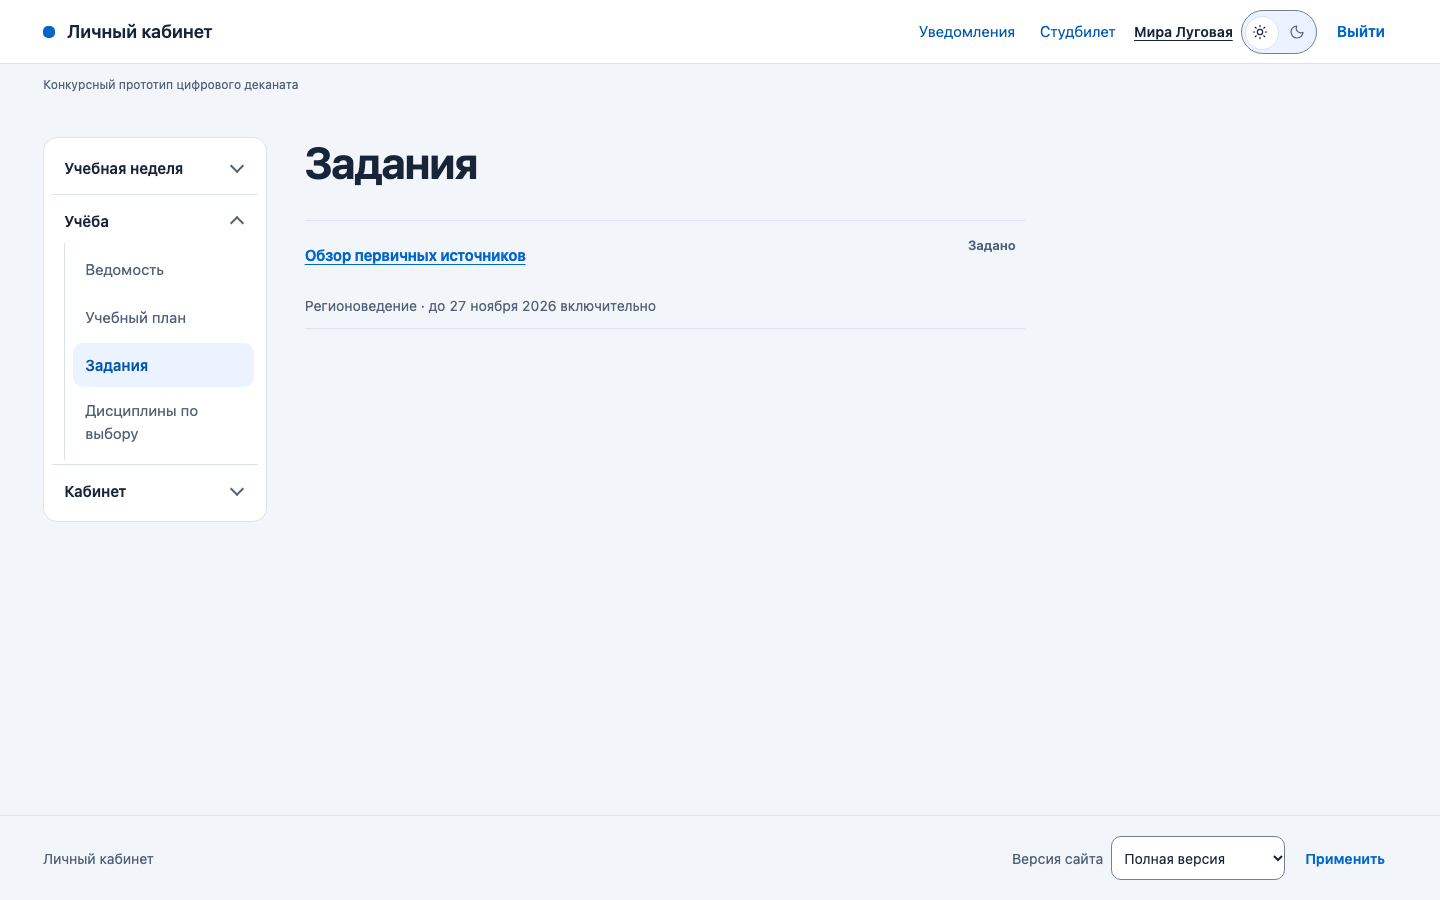 Личный кабинет
Уведомления
Студбилет
Мира Луговая
Выйти
Конкурсный прототип цифрового деканата
Учебная неделя
Учёба
Ведомость
Учебный план
Задания
Дисциплины по
выбору
Кабинет
Задания
Обзор первичных источников
Задано
Регионоведение · до 27 ноября 2026 включительно
Личный кабинет
Версия сайта
Полная версия
Применить